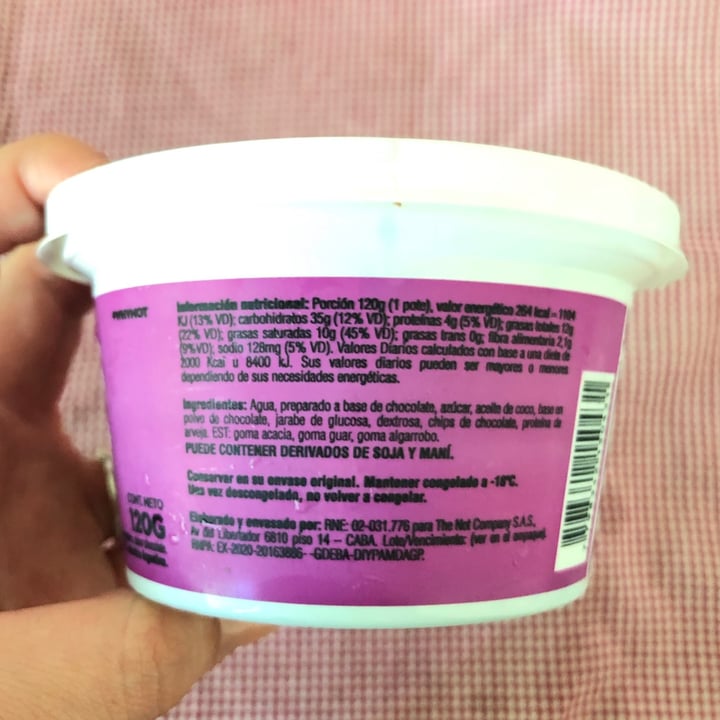 #WHYNOT
Información nutricional: Porción 120g (1 pote), valor energético 264 kcal - 1104
KJ (13% VD); carbohidratos 35g (12% VD); proteínas 4g (5% VD); grasas totales 12g
(22% VD); grasas saturadas 10g (45% VD); grasas trans 0g; fibra alimentaria 2,1g
(9%VD); sodio 128mg (5% VD). Valores Diarios calculados con base a una dieta de
2000 Kcal u 8400 kJ. Sus valores diarios pueden ser mayores o menores
dependiendo de sus necesidades energéticas.
Ingredientes: Agua, preparado a base de chocolate, azúcar, aceite de coco, base en
polvo de chocolate, jarabe de glucosa, dextrosa, chips de chocolate, proteína de
arveja. EST: goma acacia, goma guar, goma algarrobo.
PUEDE CONTENER DERIVADOS DE SOJA Y MANÍ.
Conservar en su envase original. Mantener congelado a -18ºC.
Una vez descongelado, no volver a congelar.
Elaborado y envasado por: RNE: 02-031.776 para The Not Company S.A.S.,
Av del Libertador 6810 piso 14 - CABA. Lote/Vencimiento: (ver en el empaque).
RNPA: EX-2020-20163886- -GDEBA-DIYPAMDAGP.
CONT. NETO
120G